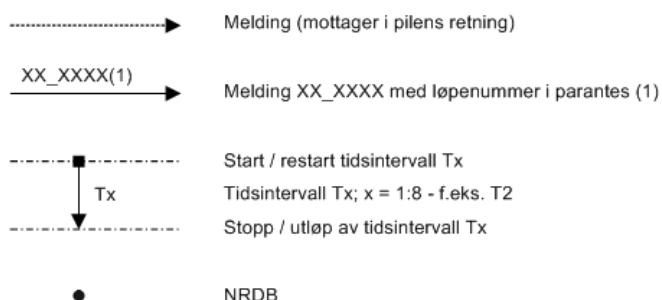 Melding (mottager i pilens retning)
XX_XXXX(1)
Melding XX_XXXX med løpenummer i parantes (1)
Start / restart tidsintervall Tx
Tx
Tidsintervall Tx; x = 1:8 - f.eks. T2
Stopp / utløp av tidsintervall Tx
NRDB